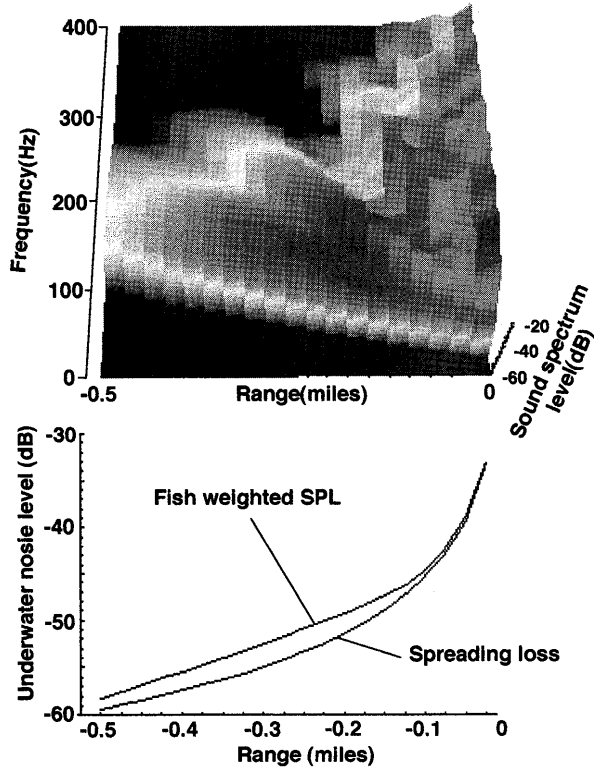 400
300
200
100
0
Frequency(Hz)
-0.5
Range(miles)
0
-20
-40
-60
Sound spectrum
level(dB)
-30
-40
-50
-60
Underwater nosie level (dB)
Fish weighted SPL
Spreading loss
-0.5
-0.4
-0.3
-0.2
-0.1
0
Range (miles)